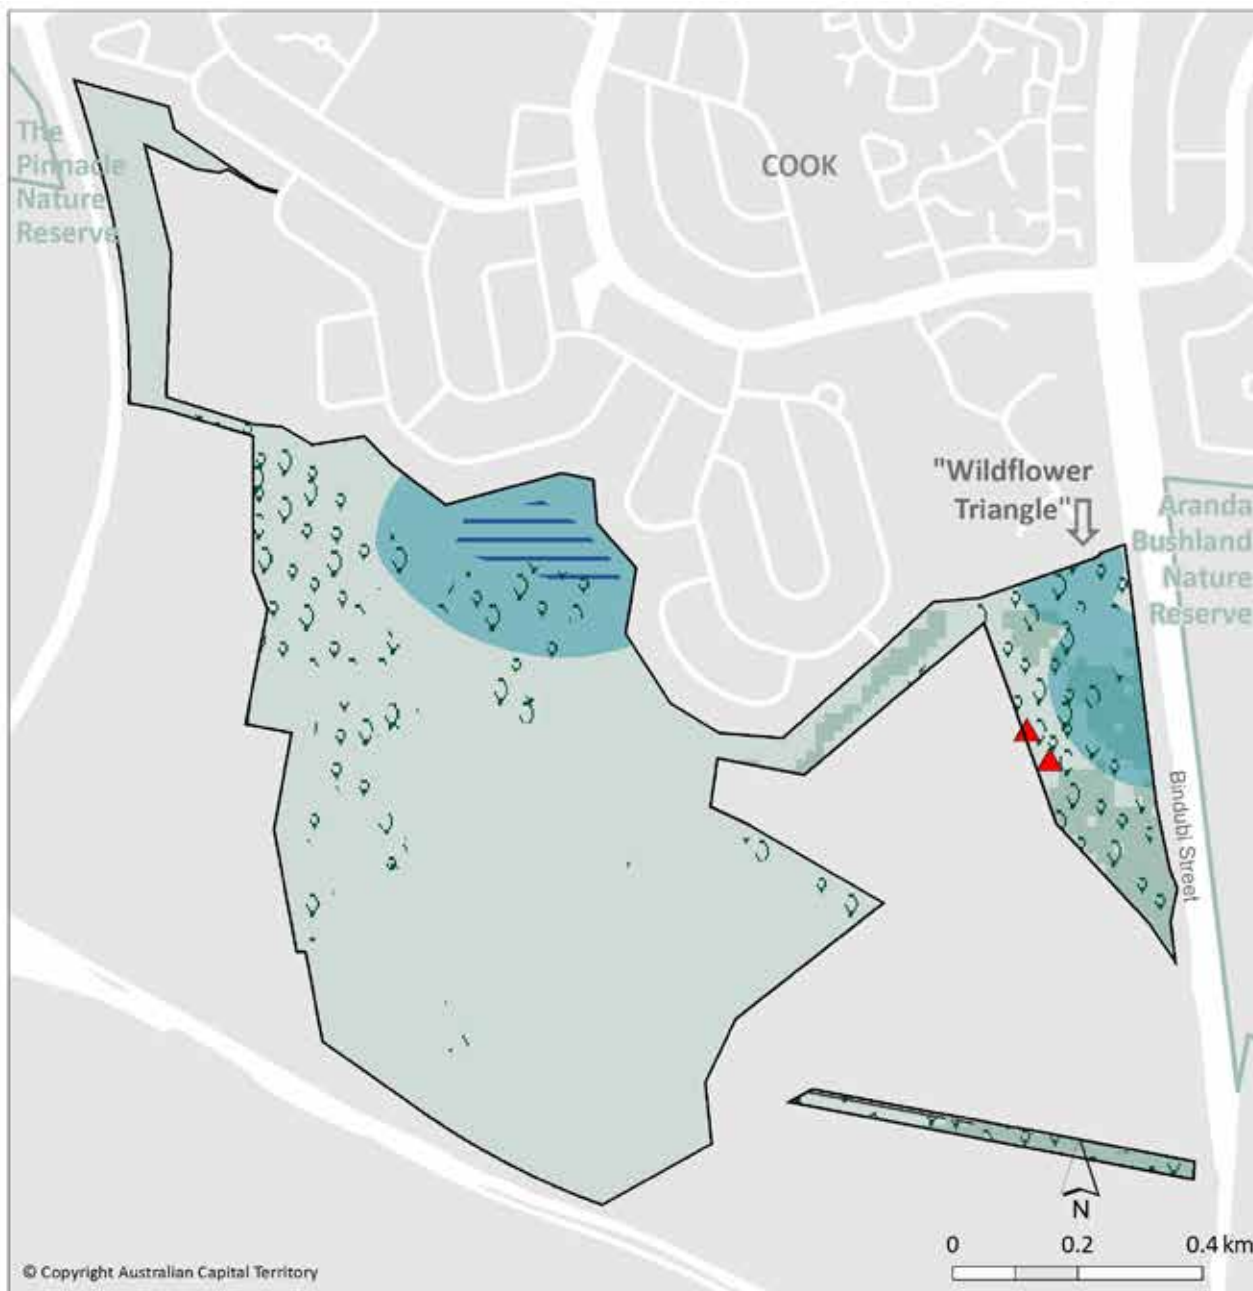 The
Pinnacle
Nature
Reserve
COOK
"Wildflower
Triangle"
Aranda
Bushland
Nature
Reserve
Bindubi Street
N
0 0.2 0.4 km
© Copyright Australian Capital Territory